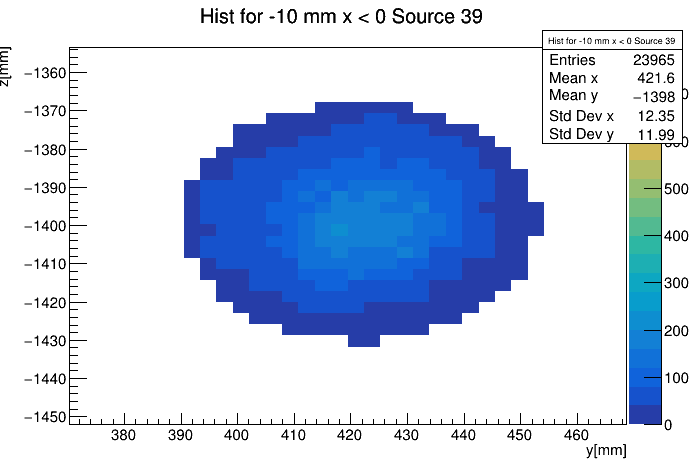 Hist for -10 mm x < 0 Source 39
z[mm]
Hist for -10 mm x < 0 Source 39
Entries 23965
Mean x 421.6
Mean y −1398
Std Dev x 12.35
Std Dev y 11.99
−1360
−1370
−1380
−1390
−1400
−1410
−1420
−1430
−1440
−1450
380 390 400 410 420 430 440 450 460
y[mm]
500
400
300
200
100
0